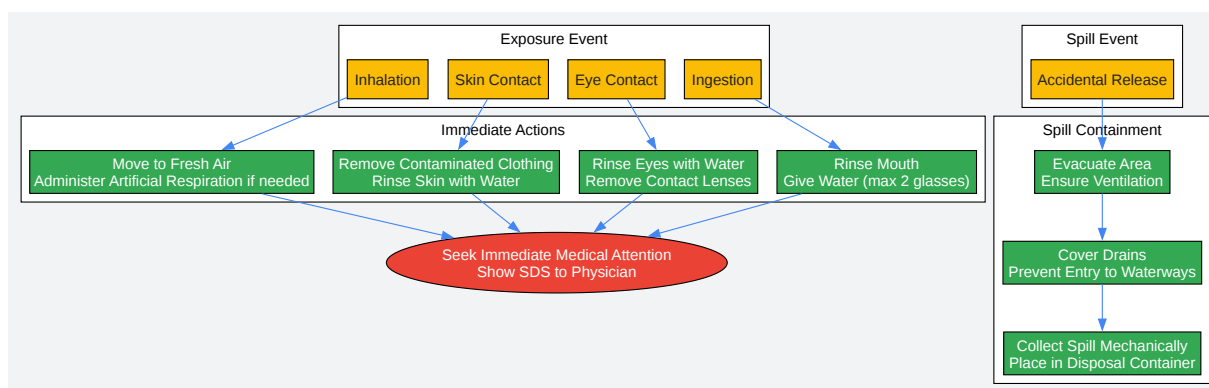 Exposure Event
Inhalation
Skin Contact
Eye Contact
Ingestion
Spill Event
Accidental Release
Immediate Actions
Move to Fresh Air
Administer Artificial Respiration if needed
Remove Contaminated Clothing
Rinse Skin with Water
Rinse Eyes with Water
Remove Contact Lenses
Rinse Mouth
Give Water (max 2 glasses)
Seek Immediate Medical Attention
Show SDS to Physician
Spill Containment
Evacuate Area
Ensure Ventilation
Cover Drains
Prevent Entry to Waterways
Collect Spill Mechanically
Place in Disposal Container